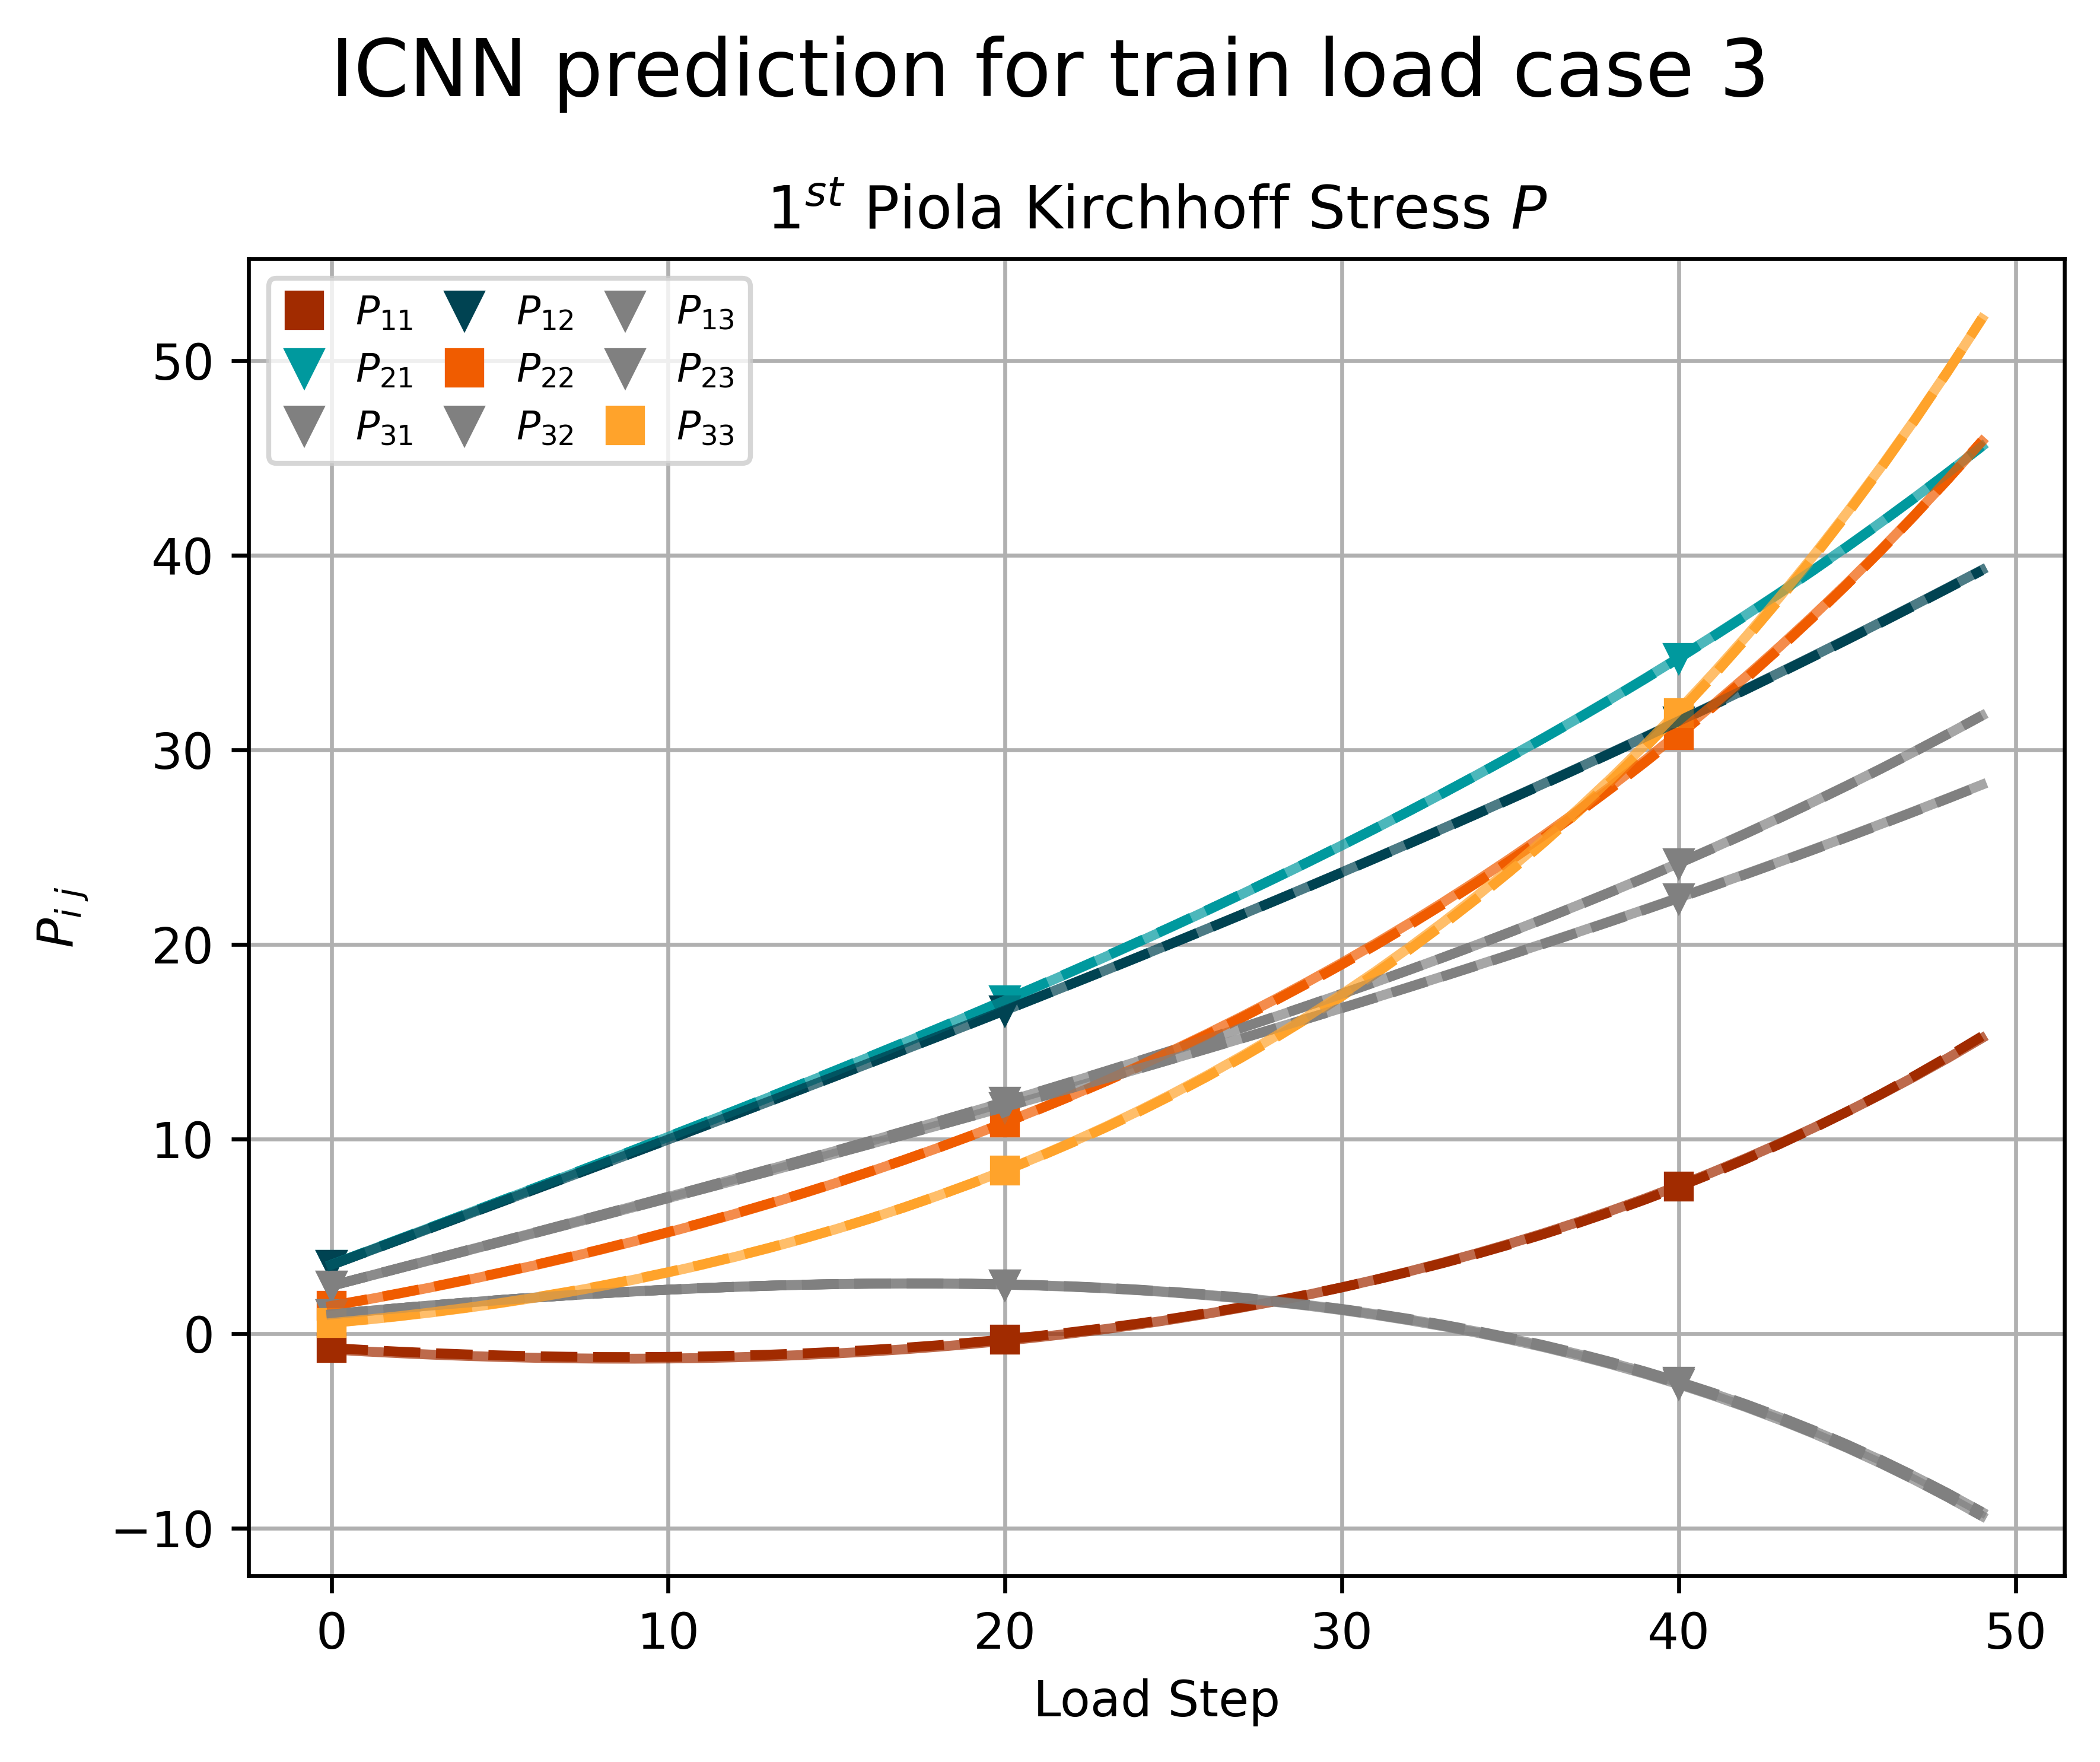 ICNN prediction for train load case 3
1st Piola Kirchhoff Stress P
P11 P12 P13
P21 P22 P23
P31 P32 P33
50
40
30
20
10
0
−10
Pi j
0 10 20 30 40 50
Load Step